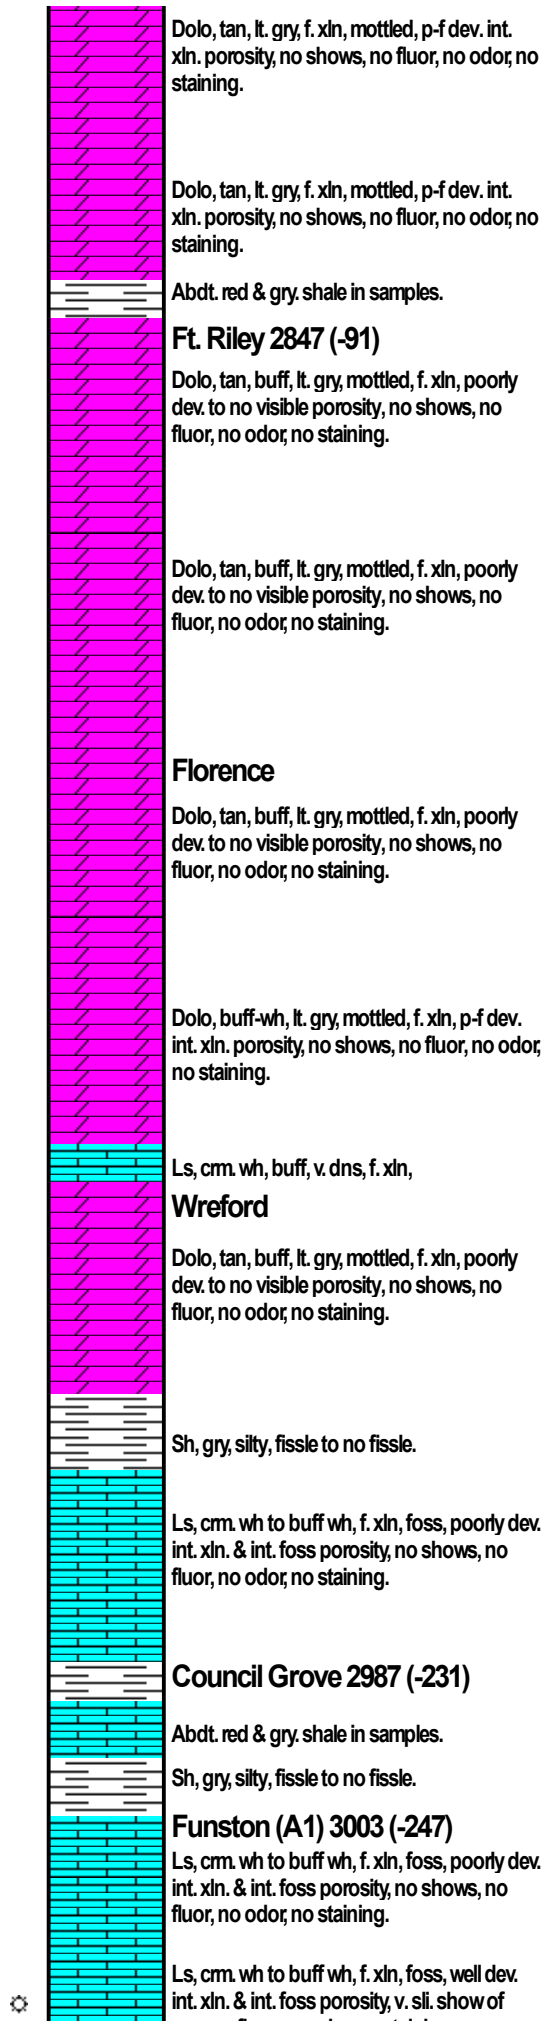 Dolo, tan, lt. gry, f. xln, mottled, p-f dev. int.
xln. porosity, no shows, no fluor, no odor, no
staining.
Dolo, tan, lt. gry, f. xln, mottled, p-f dev. int.
xln. porosity, no shows, no fluor, no odor, no
staining.
Abdt. red & gry. shale in samples.
Ft. Riley 2847 (-91)
Dolo, tan, buff, lt. gry, mottled, f. xln, poorly
dev. to no visible porosity, no shows, no
fluor, no odor, no staining.
Dolo, tan, buff, lt. gry, mottled, f. xln, poorly
dev. to no visible porosity, no shows, no
fluor, no odor, no staining.
Florence
Dolo, tan, buff, lt. gry, mottled, f. xln, poorly
dev. to no visible porosity, no shows, no
fluor, no odor, no staining.
Dolo, buff-wh, lt. gry, mottled, f. xln, p-f dev.
int. xln. porosity, no shows, no fluor, no odor,
no staining.
Ls, crm. wh, buff, v. dns, f. xln,
Wreford
Dolo, tan, buff, lt. gry, mottled, f. xln, poorly
dev. to no visible porosity, no shows, no
fluor, no odor, no staining.
Sh, gry, silty, fissle to no fissle.
Ls, crm. wh to buff wh, f. xln, foss, poorly dev.
int. xln. & int. foss porosity, no shows, no
fluor, no odor, no staining.
Council Grove 2987 (-231)
Abdt. red & gry. shale in samples.
Sh, gry, silty, fissle to no fissle.
Funston (A1) 3003 (-247)
Ls, crm. wh to buff wh, f. xln, foss, poorly dev.
int. xln. & int. foss porosity, no shows, no
fluor, no odor, no staining.
Ls, crm. wh to buff wh, f. xln, foss, well dev.
int. xln. & int. foss porosity, v. sli. show of